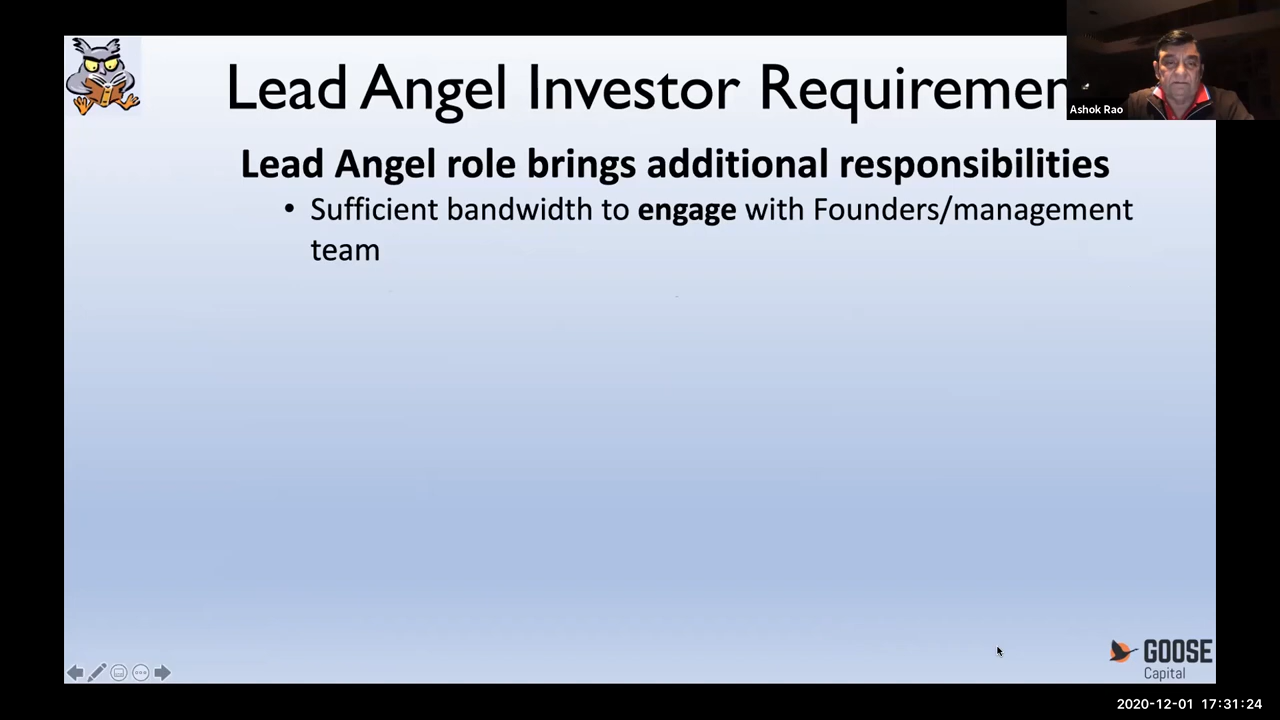 Lead Angel Investor Requiremen
Ashok Rao
Lead Angel role brings additional responsibilities
• Sufficient bandwidth to engage with Founders/management
team
GOOSE
Capital
2020-12-01 17:31:24